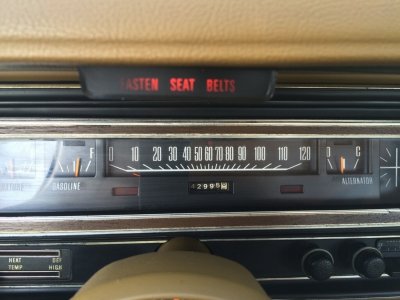 FASTEN SEAT BELTS
0 10 20 30 40 50 60 70 80 90 100 110 120
F D C
GASOLINE ALTERNATOR
HEAT DEF
TEMP HIGH